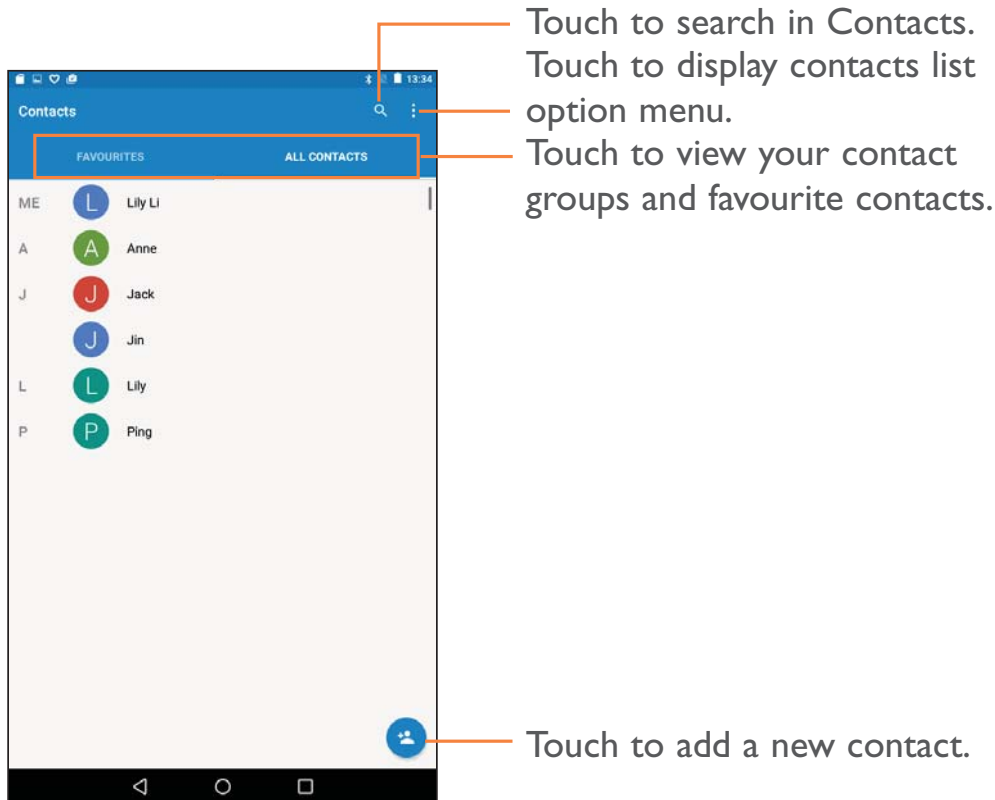 Touch to search in Contacts.
Touch to display contacts list
option menu.
Touch to view your contact
groups and favourite contacts.
13:34
Contacts
FAVOURITES ALL CONTACTS
ME L Lily Li
A A Anne
J J Jack
J Jin
L L Lily
P P Ping
Touch to add a new contact.